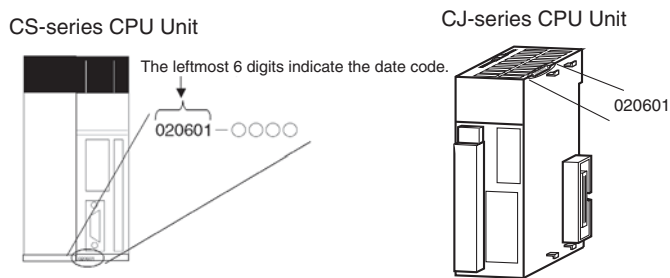 CS-series CPU Unit
The leftmost 6 digits indicate the date code.
020601-○○○○
CJ-series CPU Unit
020601